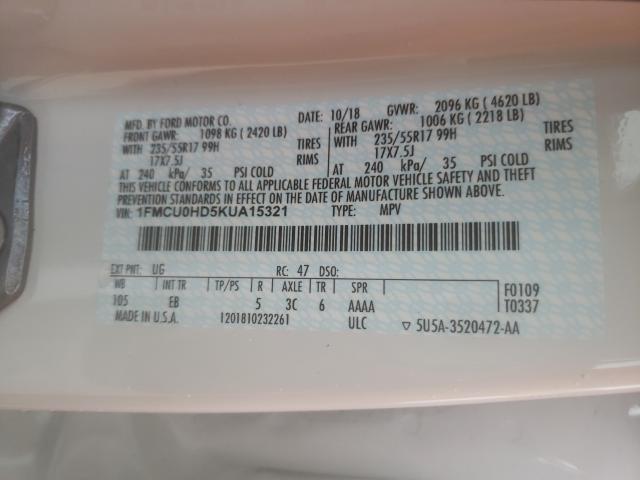 MFD. BY FORD MOTOR CO.
DATE: 10/18 GVWR: 2096 KG ( 4620 LB)
FRONT GAWR: 1098 KG ( 2420 LB)
REAR GAWR: 1006 KG ( 2218 LB)
WITH 235/55R17 99H TIRES
WITH 235/55R17 99H TIRES
17X7.5J RIMS
17X7.5J RIMS
AT 240 kPa/ 35 PSI COLD
AT 240 kPa/ 35 PSI COLD
THIS VEHICLE CONFORMS TO ALL APPLICABLE FEDERAL MOTOR VEHICLE SAFETY AND THEFT
PREVENTION STANDARDS IN EFFECT ON THE DATE OF MANUFACTURE SHOWN ABOVE.
VIN: 1FMCU0HD5KUA15321 TYPE: MPV
EXT PNT: UG RC: 47 DSO:
WB INT TR TP/PS R AXLE TR SPR
105 EB 5 3C 6 AAAA
F0109
T0337
MADE IN U.S.A. 1201810232261 ULC ▽ 5U5A-3520472-AA